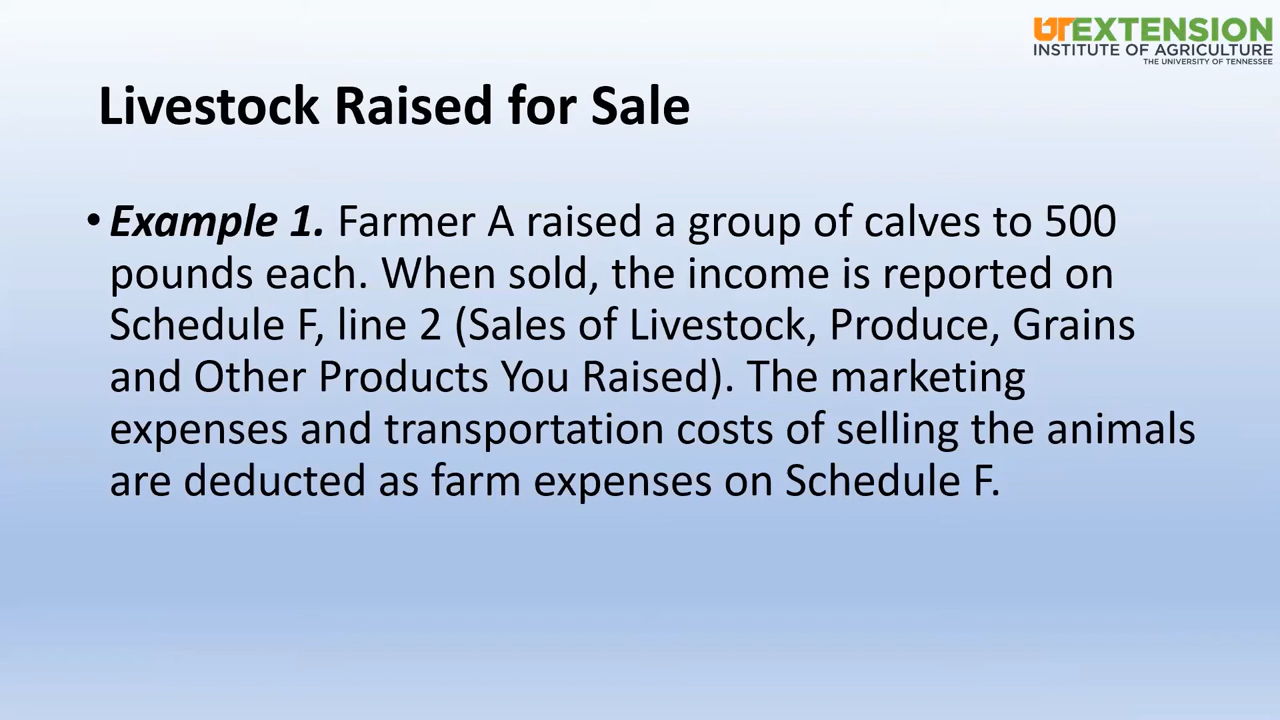 UTEXTENSION
INSTITUTE OF AGRICULTURE
THE UNIVERSITY OF TENNESSEE
Livestock Raised for Sale
• Example 1. Farmer A raised a group of calves to 500
pounds each. When sold, the income is reported on
Schedule F, line 2 (Sales of Livestock, Produce, Grains
and Other Products You Raised). The marketing
expenses and transportation costs of selling the animals
are deducted as farm expenses on Schedule F.